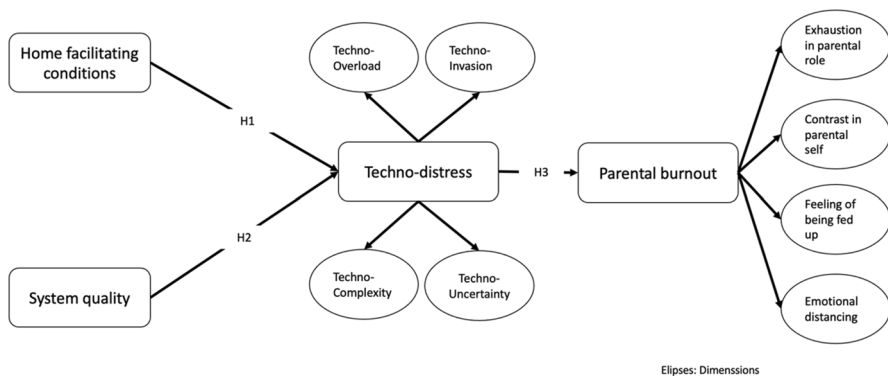 Home facilitating
conditions
System quality
H1
H2
Techno-
Overload
Techno-
Invasion
Techno-distress
Techno-
Complexity
Techno-
Uncertainty
H3
Parental burnout
Exhaustion
in parental
role
Contrast in
parental
self
Feeling of
being fed
up
Emotional
distancing
Elipses: Dimenssions